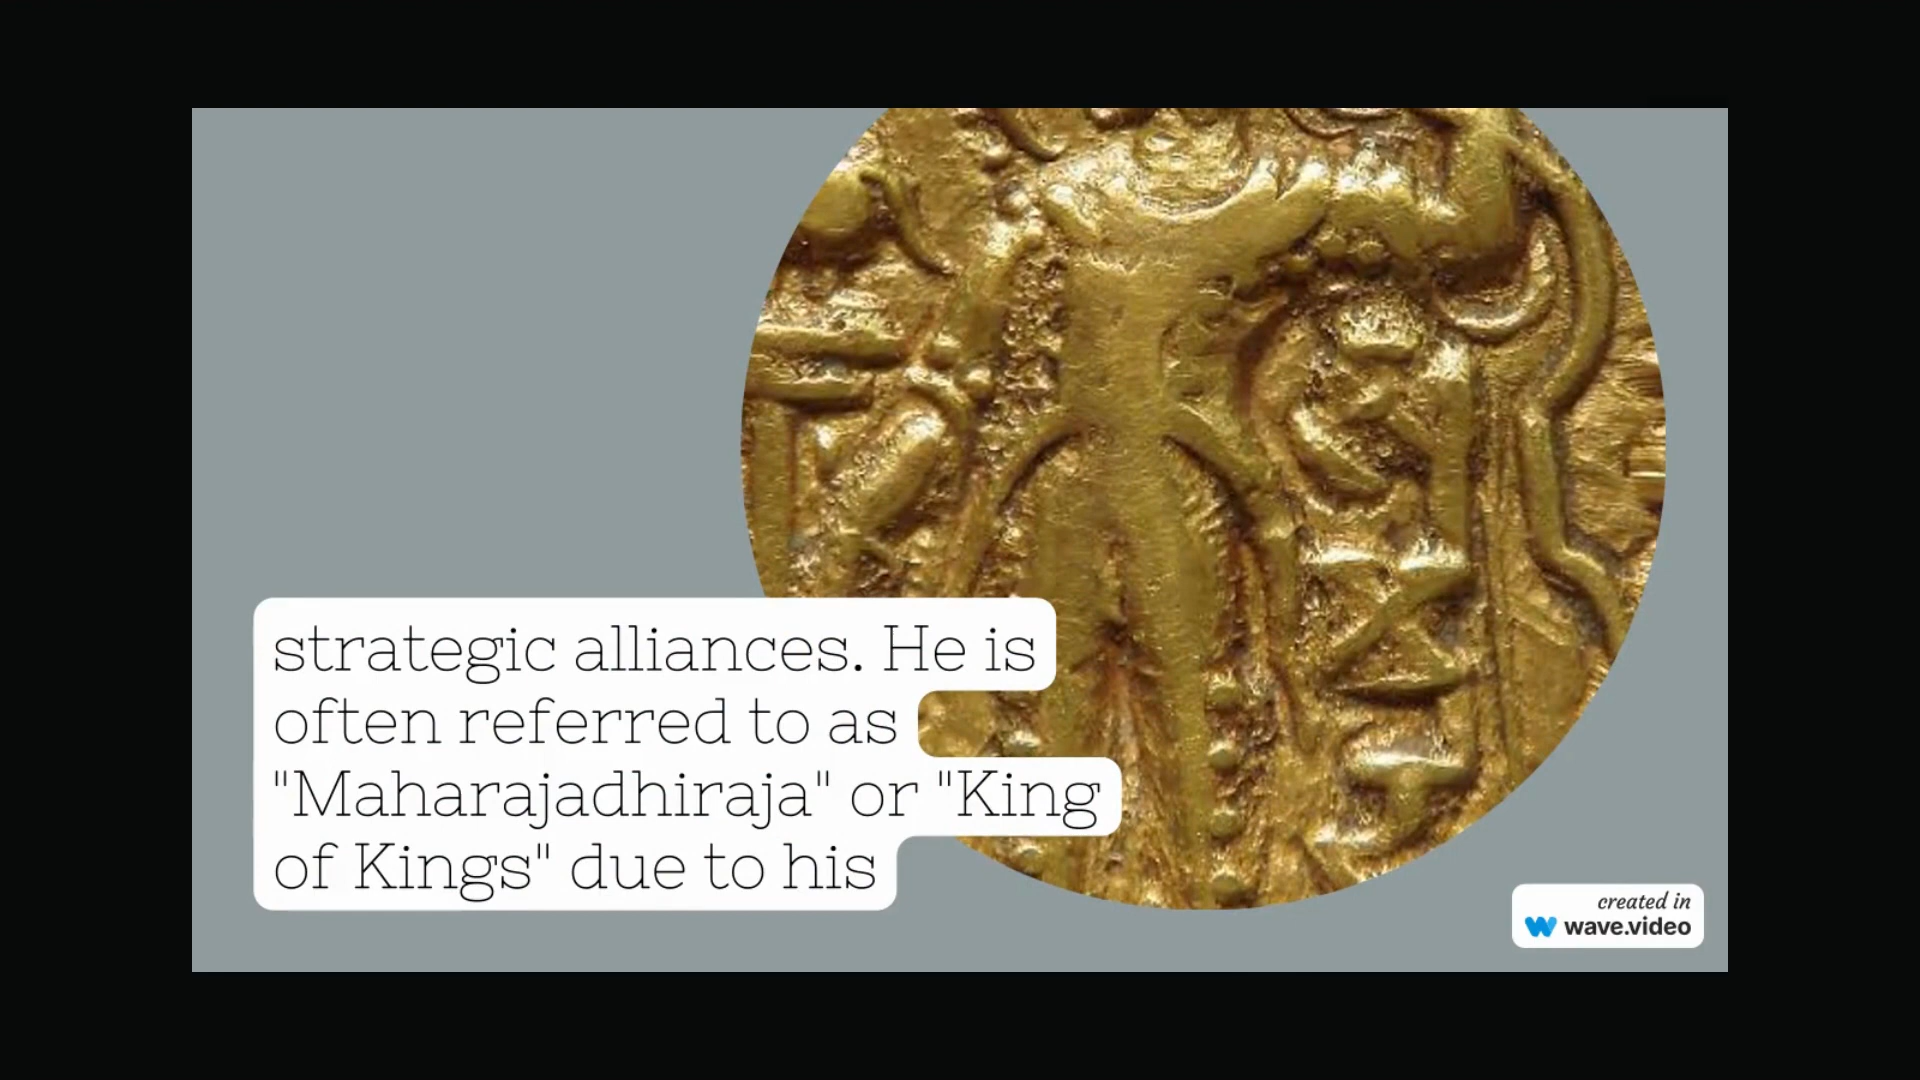 strategic alliances. He is
often referred to as
"Maharajadhiraja" or "King
of Kings" due to his
created in
wave.video